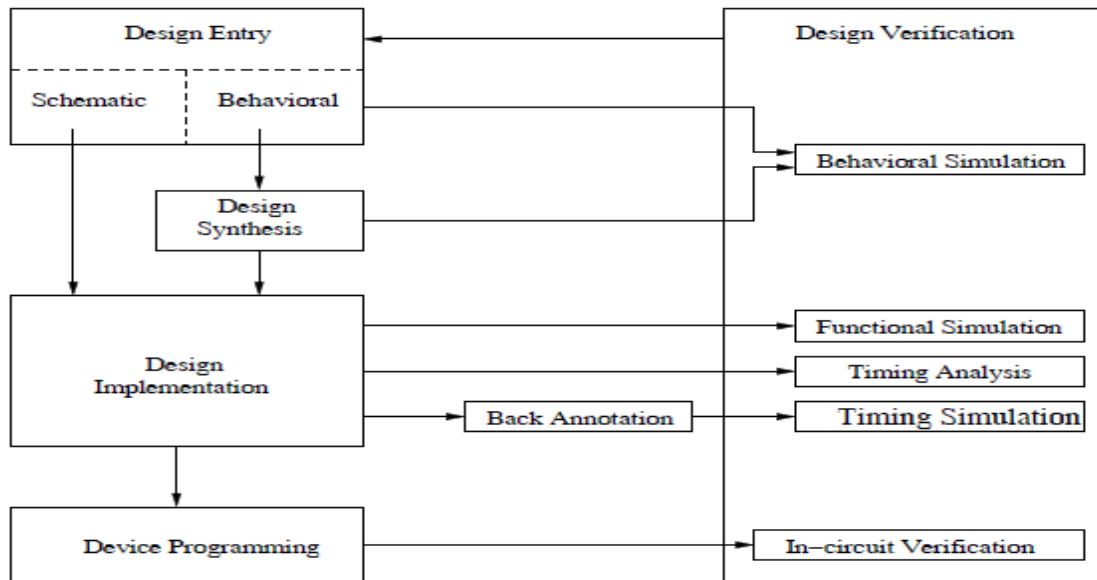 Design Entry
Design Verification
Schematic
Behavioral
Behavioral Simulation
Design
Synthesis
Functional Simulation
Design
Implementation
Timing Analysis
Back Annotation
Timing Simulation
Device Programming
In-circuit Verification